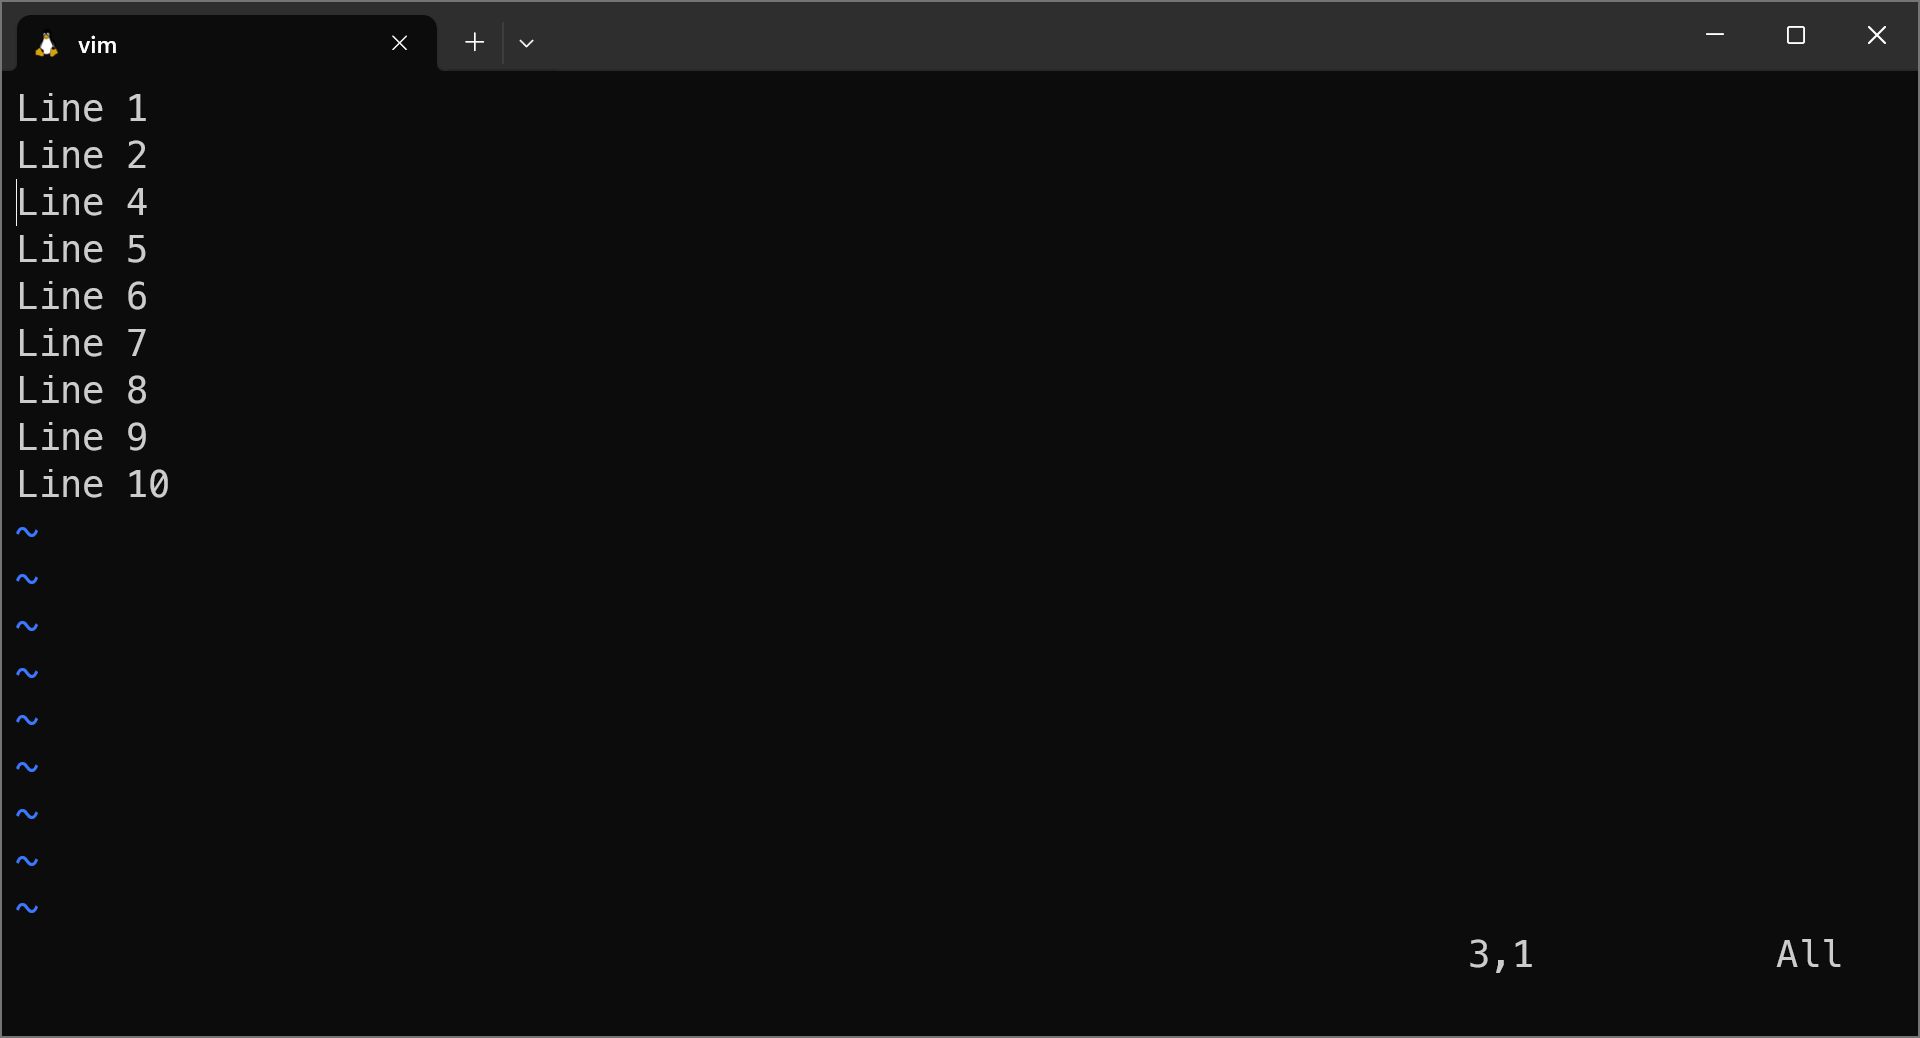 vim
Line 1
Line 2
Line 4
Line 5
Line 6
Line 7
Line 8
Line 9
Line 10
~
~
~
~
~
~
~
~
~
3,1 All